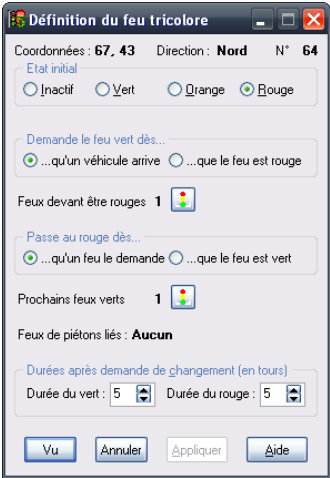 Définition du feu tricolore
Coordonnées : 67, 43 Direction : Nord N° 64
Etat initial
Inactif Vert Orange Rouge
Demande le feu vert dès...
...qu'un véhicule arrive ...que le feu est rouge
Feux devant être rouges 1
Passe au rouge dès...
...qu'un feu le demande ...que le feu est vert
Prochains feux verts 1
Feux de piétons liés : Aucun
Durées après demande de changement (en tours)
Durée du vert : 5 Durée du rouge : 5
Vu Annuler Appliquer Aide